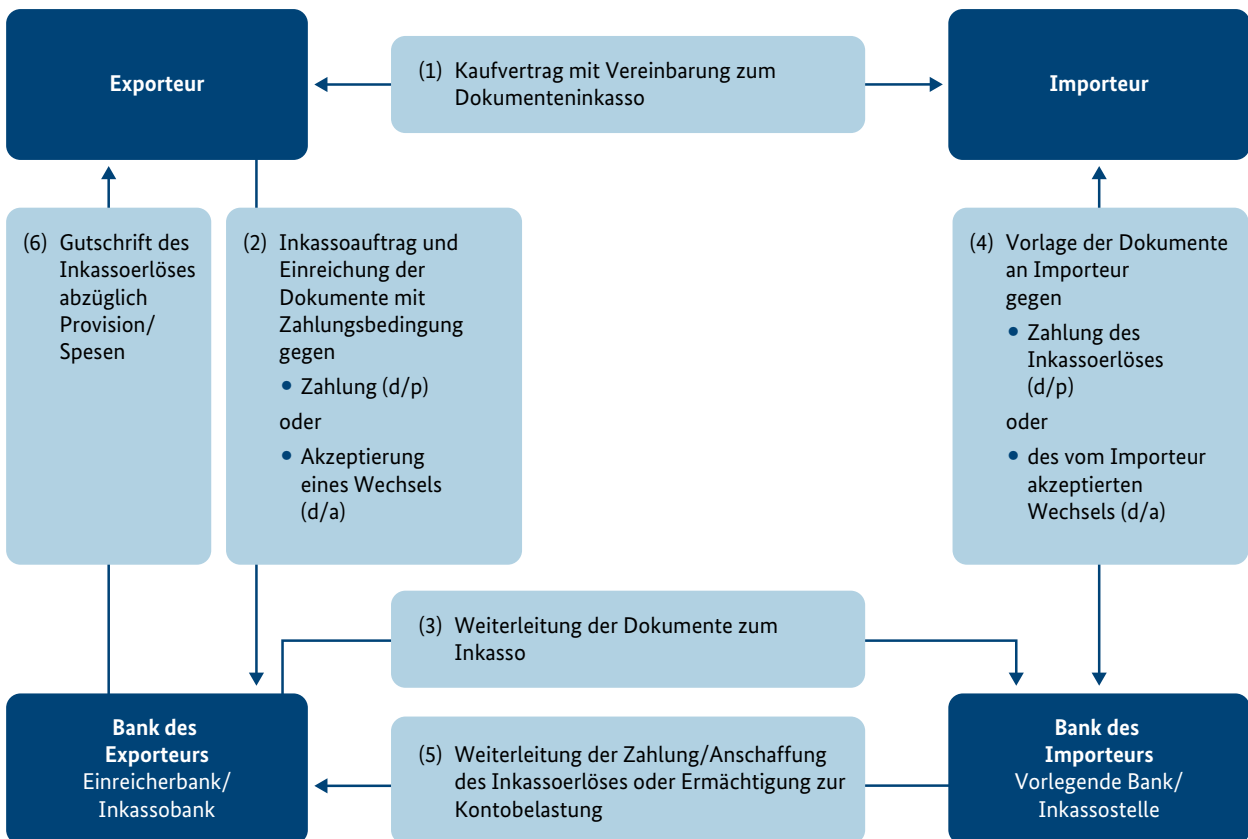 Exporteur
(1) Kaufvertrag mit Vereinbarung zum
Dokumenteninkasso
Importeur
(6) Gutschrift des
Inkassoerlöses
abzüglich
Provision/
Spesen
(2) Inkassoauftrag und
Einreichung der
Dokumente mit
Zahlungsbedingung
gegen
• Zahlung (d/p)
oder
• Akzeptierung
eines Wechsels
(d/a)
(4) Vorlage der Dokumente
an Importeur
gegen
• Zahlung des
Inkassoerlöses
(d/p)
oder
• des vom Importeur
akzeptierten
Wechsels (d/a)
(3) Weiterleitung der Dokumente zum
Inkasso
Bank des
Exporteurs
Einreicherbank/
Inkassobank
(5) Weiterleitung der Zahlung/Anschaffung
des Inkassoerlöses oder Ermächtigung zur
Kontobelastung
Bank des
Importeurs
Vorlegende Bank/
Inkassostelle